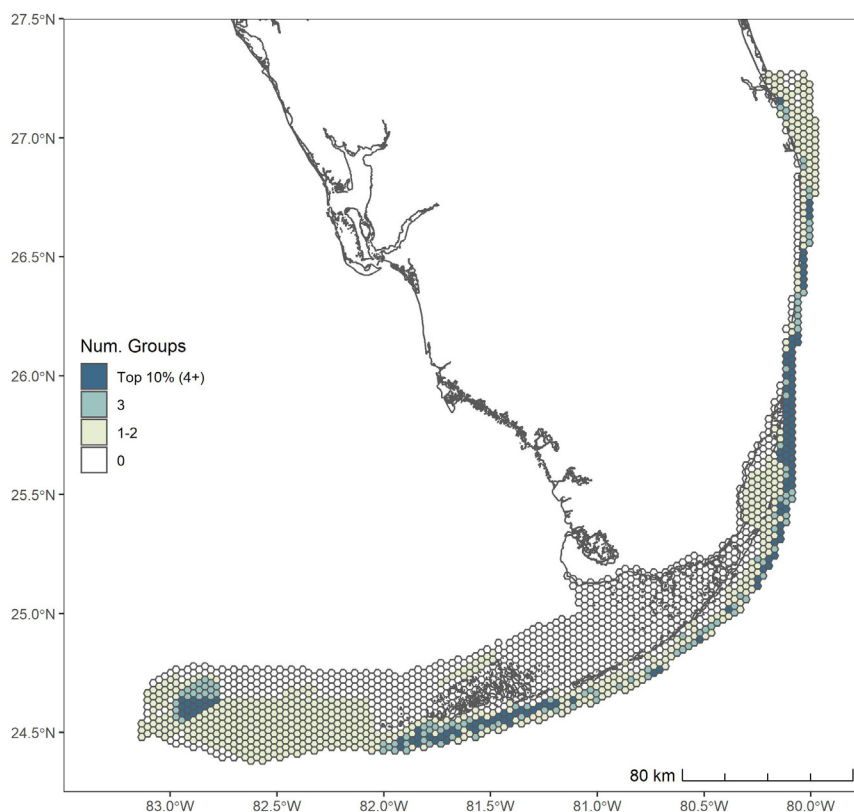 27.5°N
27.0°N
26.5°N
26.0°N
25.5°N
25.0°N
24.5°N
Num. Groups
Top 10% (4+)
3
1-2
0
80 km
83.0°W
82.5°W
82.0°W
81.5°W
81.0°W
80.5°W
80.0°W